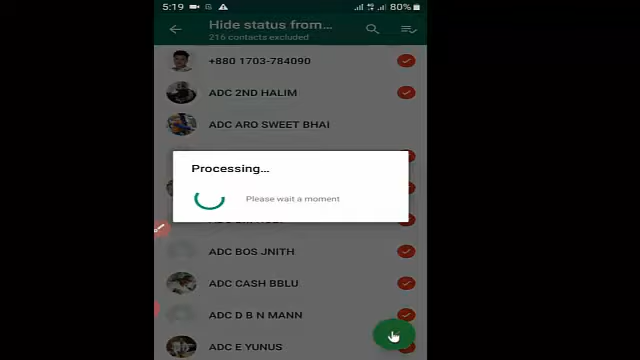 5:19 80%
Hide status from...
216 contacts excluded
+880 1703-784090
ADC 2ND HALIM
ADC ARO SWEET BHAI
Processing...
Please wait a moment
ADC BOS JNITH
ADC CASH BBLU
ADC D B N MANN
ADC E YUNUS